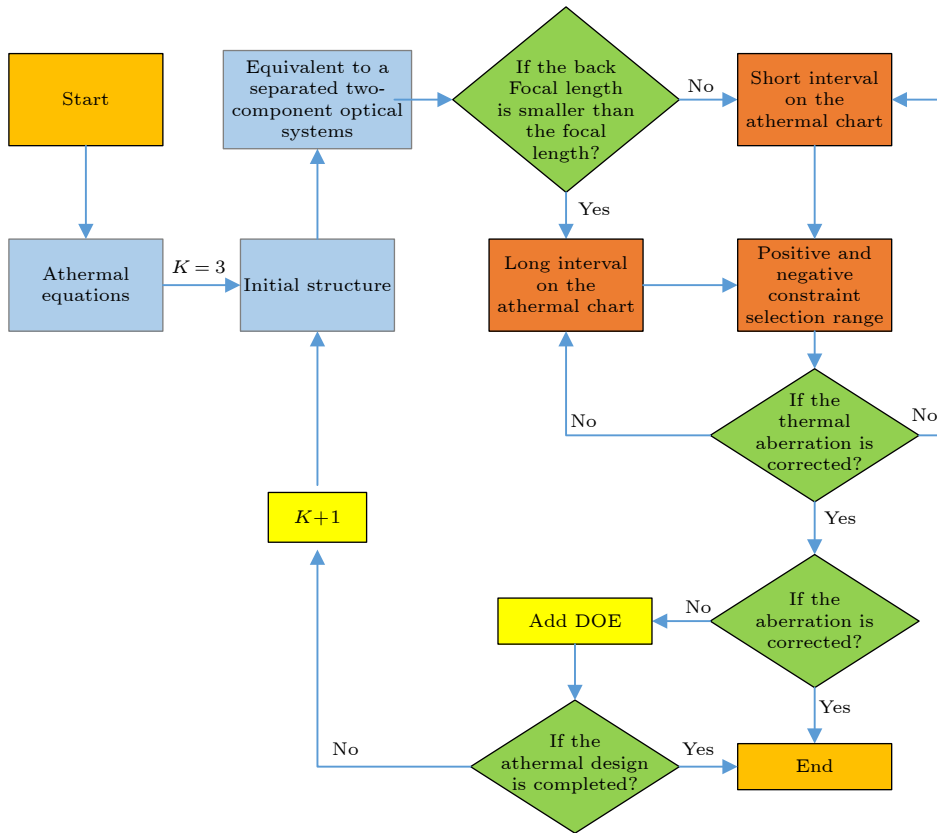 Start
Athermal
equations
K = 3
Initial structure
Equivalent to a
separated two-
component optical
systems
If the back
Focal length
is smaller than
the focal
length?
No
Yes
Short interval
on the
athermal chart
Long interval
on the
athermal chart
Positive and
negative
constraint
selection range
If the
thermal
aberration is
corrected?
No
No
Yes
If the
aberration is
corrected?
No
Yes
Add DOE
If the
athermal design
is completed?
No
Yes
K+1
End